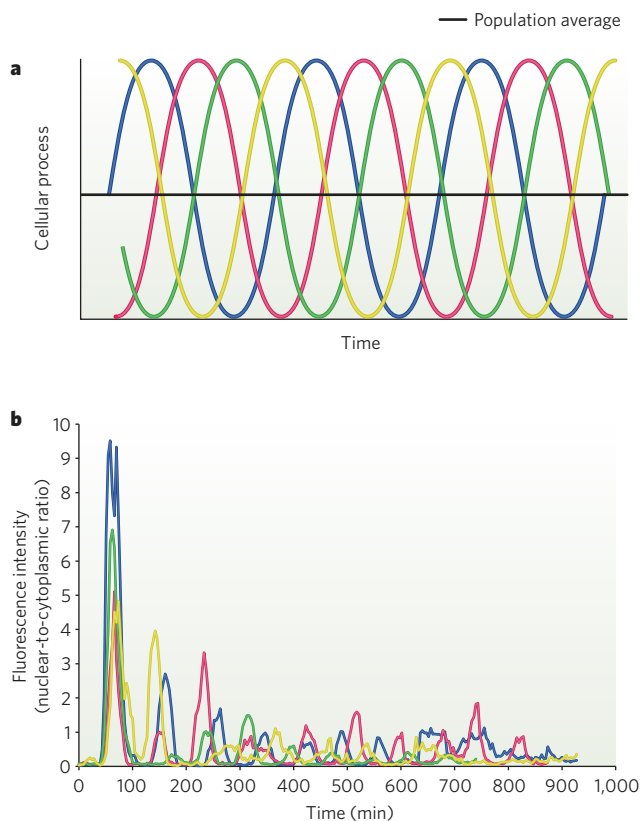 Population average
a
Cellular process
Time
b
10
9
8
7
6
5
4
3
2
1
0
Fluorescence intensity
(nuclear-to-cytoplasmic ratio)
0 100 200 300 400 500 600 700 800 900 1,000
Time (min)